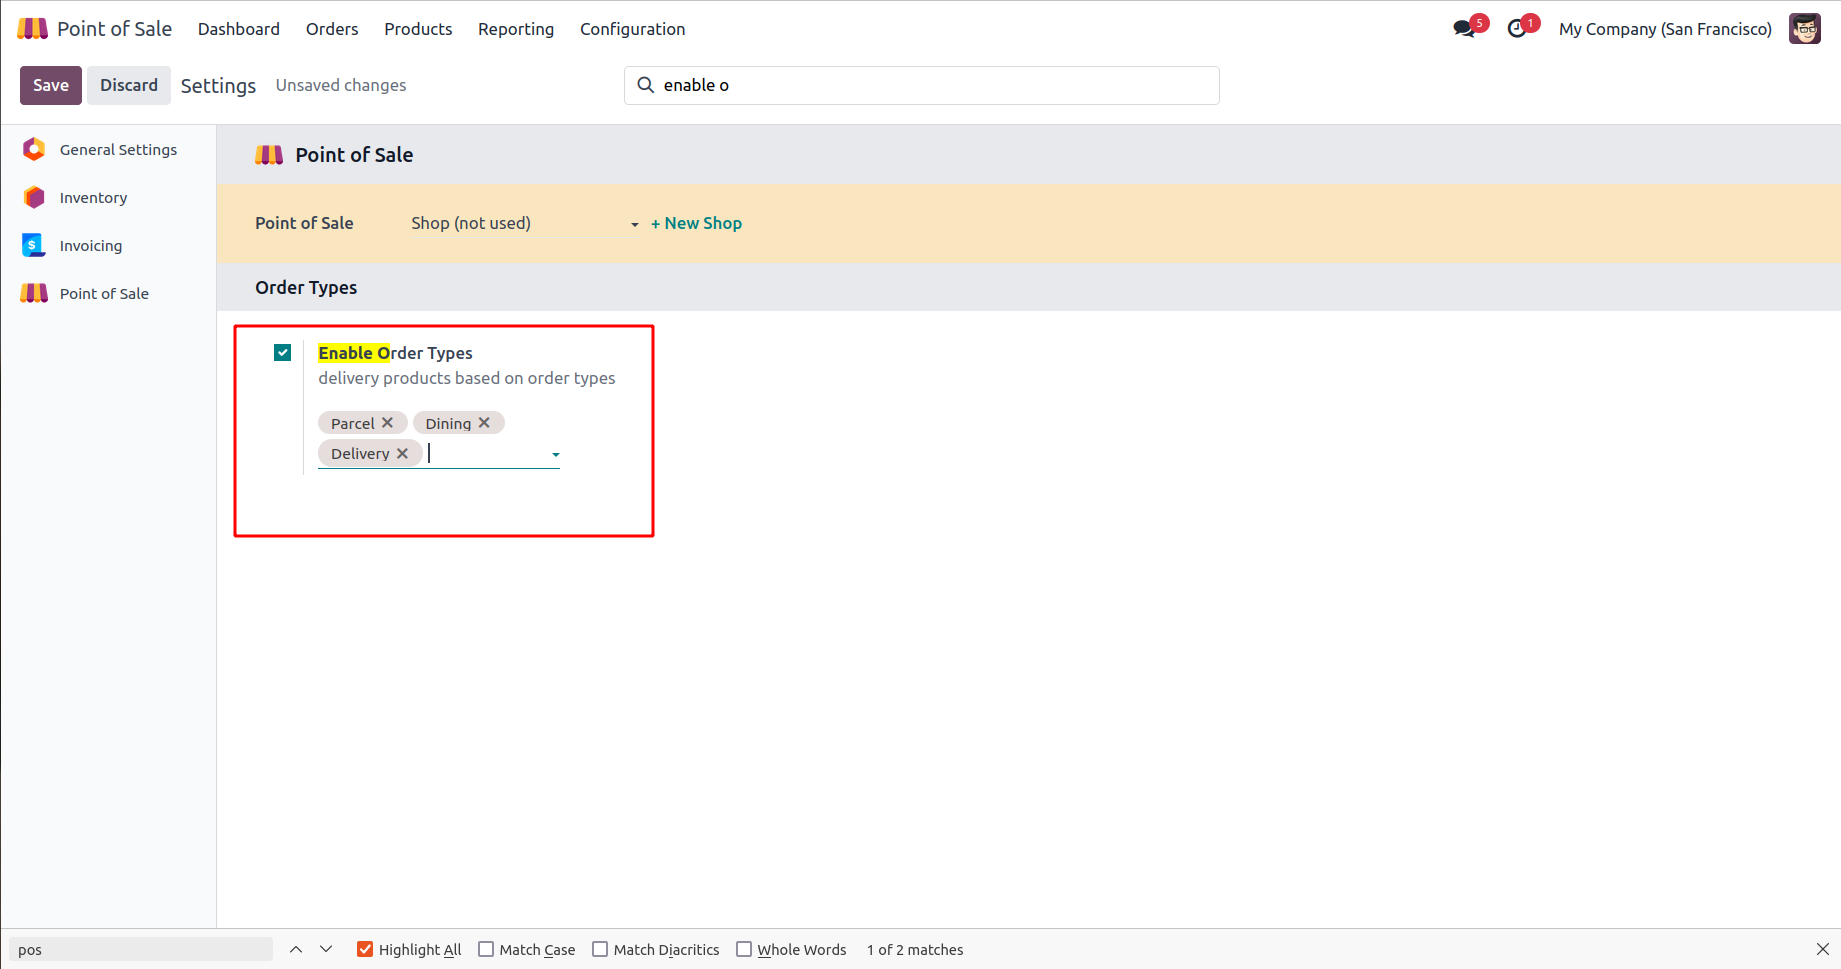 Point of Sale Dashboard Orders Products Reporting Configuration 5 1 My Company (San Francisco)
Save Discard Settings Unsaved changes enable o
General Settings
Inventory
Invoicing
Point of Sale
Point of Sale
Point of Sale Shop (not used) + New Shop
Order Types
Enable Order Types
delivery products based on order types
Parcel Dining
Delivery
pos Highlight All Match Case Match Diacritics Whole Words 1 of 2 matches